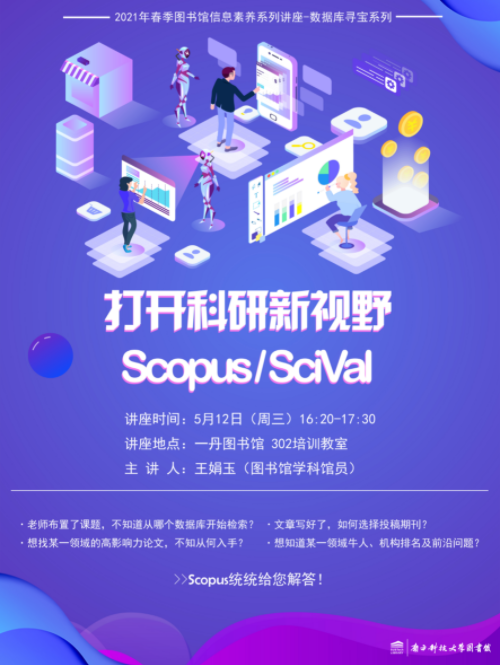 2021年春季图书馆信息素养系列讲座-数据库寻宝系列
打开科研新视野
Scopus/SciVal
讲座时间：5月12日（周三）16:20-17:30
讲座地点：一丹图书馆 302培训教室
主 讲 人：王娟玉（图书馆学科馆员）
·老师布置了课题，不知道从哪个数据库开始检索？ ·文章写好了，如何选择投稿期刊？
·想找某一领域的高影响力论文，不知从何入手？ ·想知道某一领域牛人、机构排名及前沿问题？
>>Scopus统统给您解答！
南方科技大学图书馆